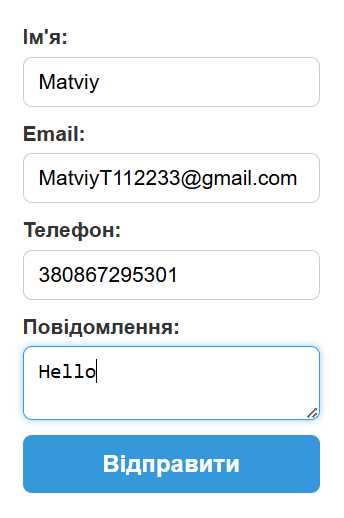 Ім'я:
Matviy
Email:
MatviyT112233@gmail.com
Телефон:
380867295301
Повідомлення:
Hello
Відправити